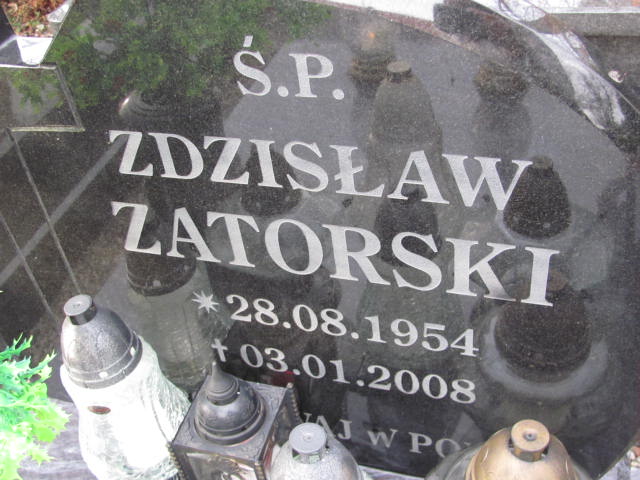 Ś.P.
ZDZISŁAW
ZATORSKI
* 28.08.1954
† 03.01.2008
W